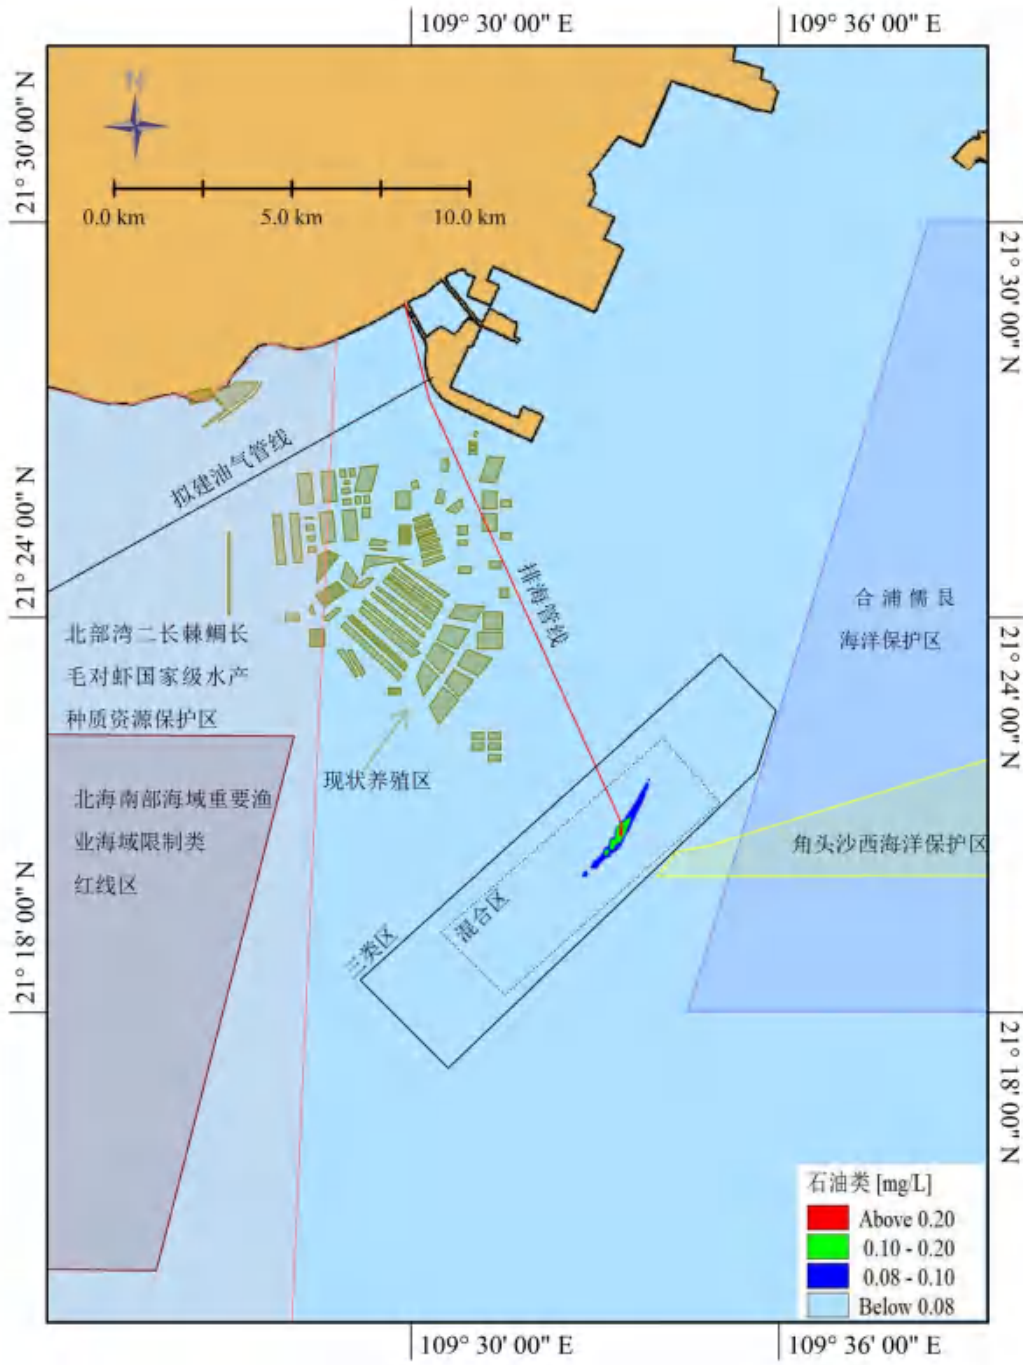 109° 30' 00" E
109° 36' 00" E
21° 30' 00" N
N
0.0 km
5.0 km
10.0 km
21° 30' 00" N
拟建油气管线
21° 24' 00" N
排海管线
合浦儒艮
海洋保护区
北部湾二长棘鲷长
毛对虾国家级水产
种质资源保护区
21° 24' 00" N
现状养殖区
北海南部海域重要渔
业海域限制类
红线区
角头沙西海洋保护区
混合区
三类区
21° 18' 00" N
21° 18' 00" N
石油类 [mg/L]
Above 0.20
0.10 - 0.20
0.08 - 0.10
Below 0.08
109° 30' 00" E
109° 36' 00" E